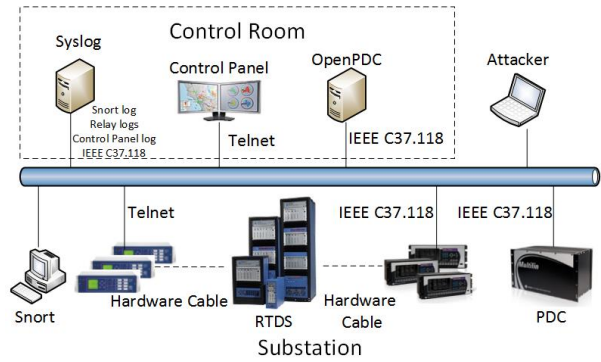 Control Room
Syslog
Control Panel
OpenPDC
Attacker
Snort log
Relay logs
Control Panel log
IEEE C37.118
Telnet
IEEE C37.118
Telnet
IEEE C37.118
IEEE C37.118
Hardware Cable
Hardware
Cable
Snort
RTDS
PDC
Substation
Multilin